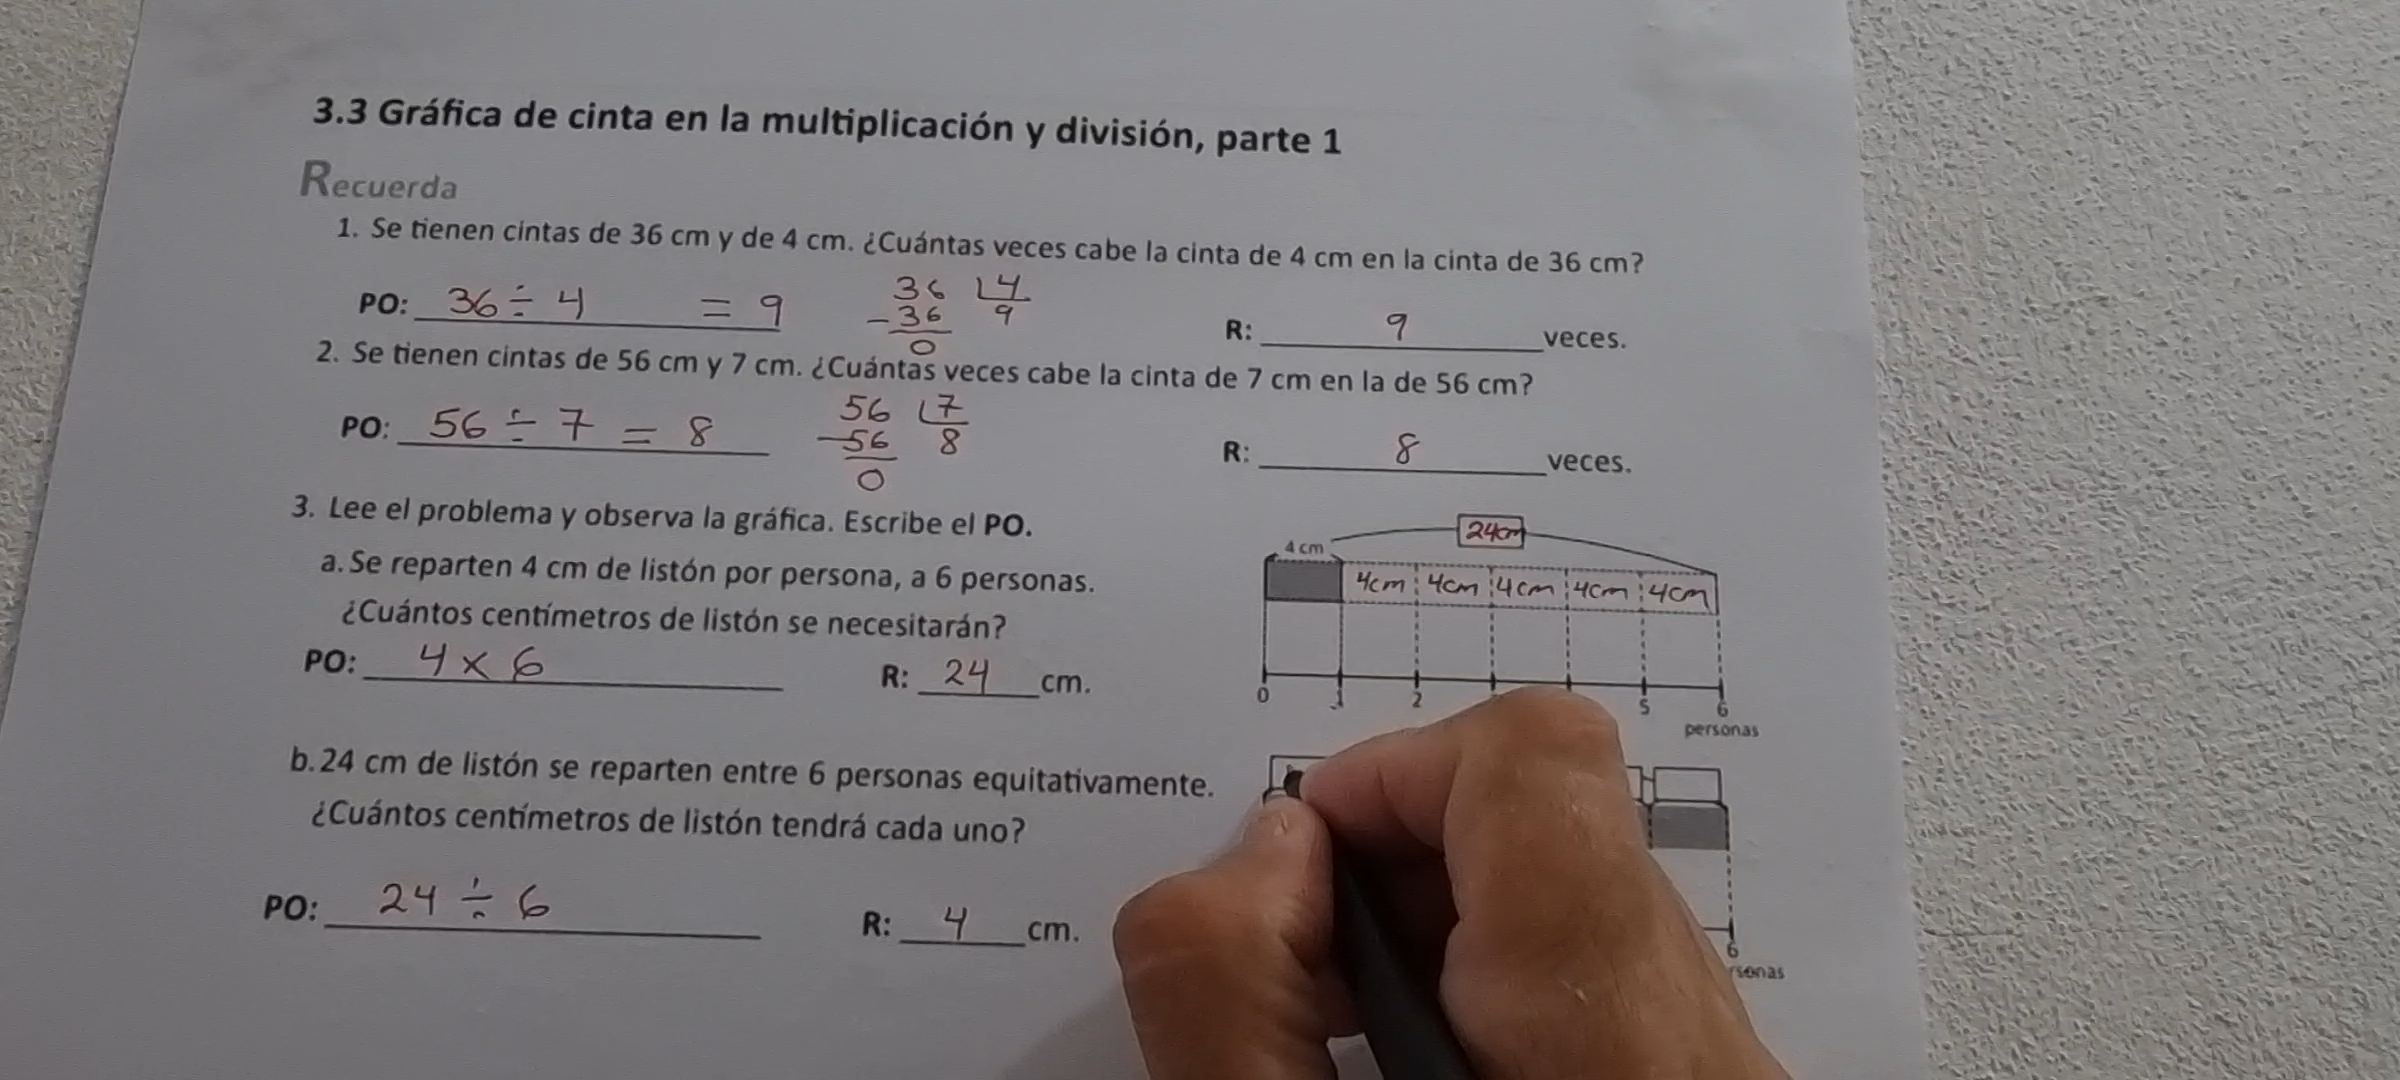 3.3 Gráfica de cinta en la multiplicación y división, parte 1
Recuerda
1. Se tienen cintas de 36 cm y de 4 cm. ¿Cuántas veces cabe la cinta de 4 cm en la cinta de 36 cm?
PO: 36 ÷ 4 = 9
36 4
- 36 9
0
R: 9 veces.
2. Se tienen cintas de 56 cm y 7 cm. ¿Cuántas veces cabe la cinta de 7 cm en la de 56 cm?
PO: 56 ÷ 7 = 8
56 7
- 56 8
0
R: 8 veces.
3. Lee el problema y observa la gráfica. Escribe el PO.
a. Se reparten 4 cm de listón por persona, a 6 personas.
¿Cuántos centímetros de listón se necesitarán?
PO: 4 x 6
R: 24 cm.
24cm
4 cm
4cm 4cm 4cm 4cm 4cm
0 1 2 5 6
personas
b. 24 cm de listón se reparten entre 6 personas equitativamente.
¿Cuántos centímetros de listón tendrá cada uno?
PO: 24 ÷ 6
R: 4 cm.
6